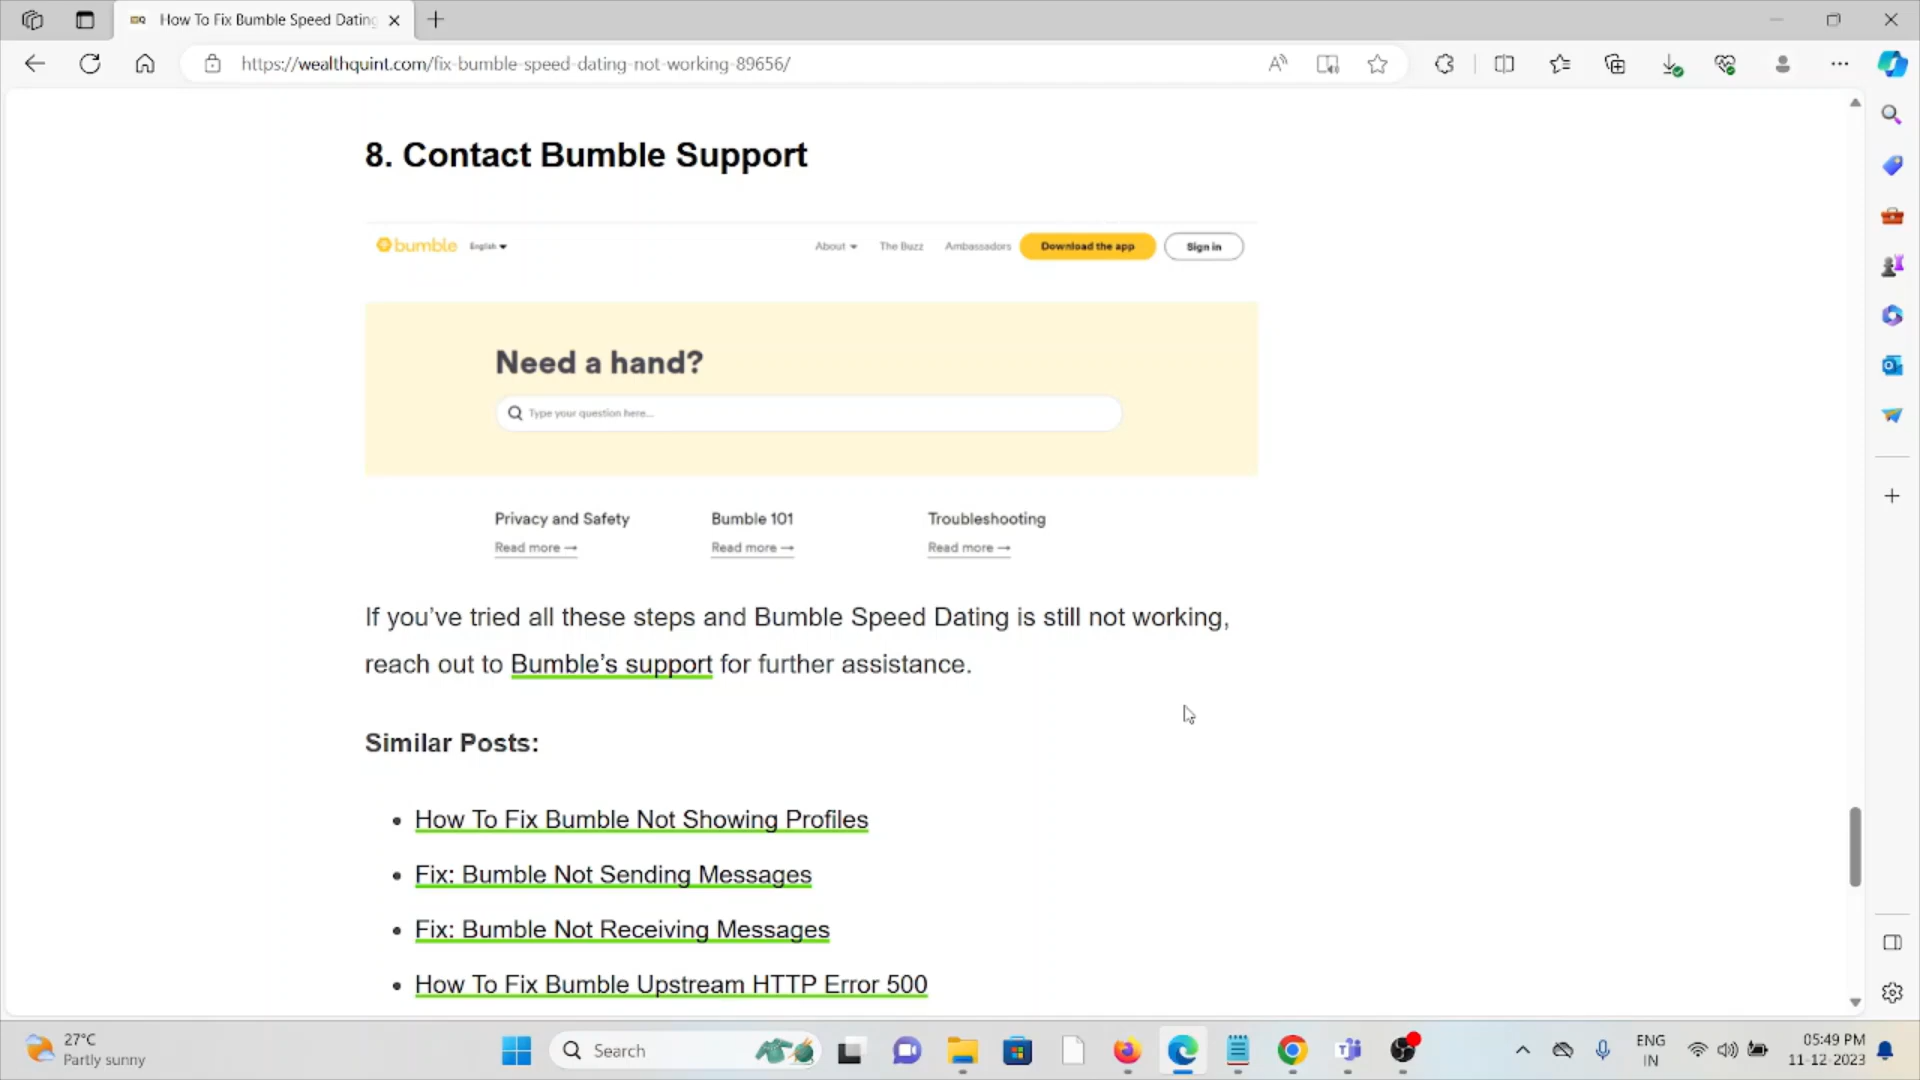 How To Fix Bumble Speed Dating
https://wealthquint.com/fix-bumble-speed-dating-not-working-89656/
8. Contact Bumble Support
bumble English About The Buzz Ambassadors Download the app Sign in
Need a hand?
Type your question here...
Privacy and Safety Bumble 101 Troubleshooting
Read more → Read more → Read more →
If you’ve tried all these steps and Bumble Speed Dating is still not working,
reach out to Bumble’s support for further assistance.
Similar Posts:
• How To Fix Bumble Not Showing Profiles
• Fix: Bumble Not Sending Messages
• Fix: Bumble Not Receiving Messages
• How To Fix Bumble Upstream HTTP Error 500
27°C
Partly sunny
Search
ENG
IN
05:49 PM
11-12-2023